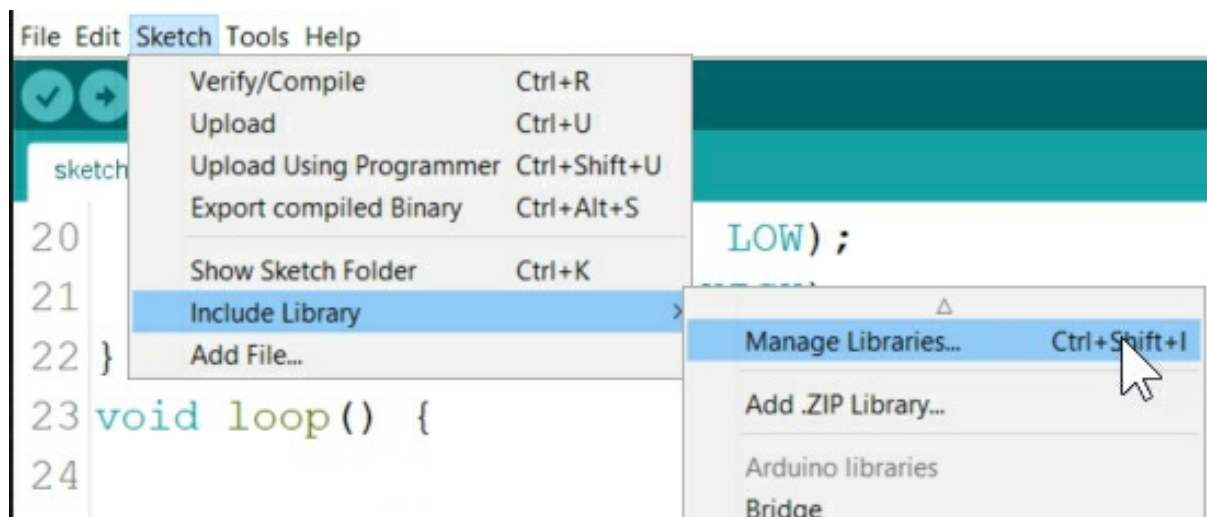 File Edit Sketch Tools Help
Verify/Compile Ctrl+R
Upload Ctrl+U
Upload Using Programmer Ctrl+Shift+U
Export compiled Binary Ctrl+Alt+S
Show Sketch Folder Ctrl+K
Include Library
Add File...
Manage Libraries... Ctrl+Shift+I
Add .ZIP Library...
Arduino libraries
Bridge
sketch
20 LOW);
21
22 }
23 void loop() {
24